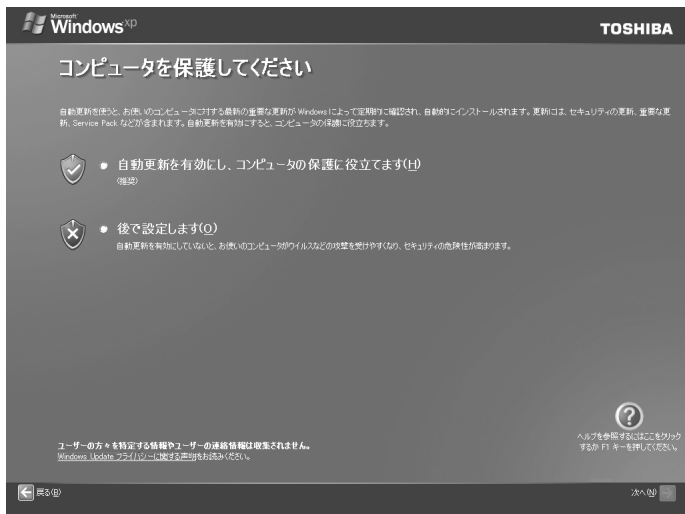 Microsoft
Windows xp
TOSHIBA
コンピュータを保護してください
自動更新を使うと、お使いのコンピュータに対する最新の重要な更新が Windows によって定期的に確認され、自動的にインストールされます。更新には、セキュリティの更新、重要な更
新、Service Pack などが含まれます。自動更新を有効にすると、コンピュータの保護に役立ちます。
自動更新を有効にし、コンピュータの保護に役立てます(H)
(推奨)
後で設定します(O)
自動更新を有効にしていないと、お使いのコンピュータがウイルスなどの攻撃を受けやすくなり、セキュリティの危険性が高まります。
ヘルプを参照するにはここをクリック
するか F1 キーを押してください。
ユーザーの方々を特定する情報やユーザーの連絡情報は収集されません。
Windows Update プライバシーに関する声明をお読みください。
戻る(B)
次へ(N)